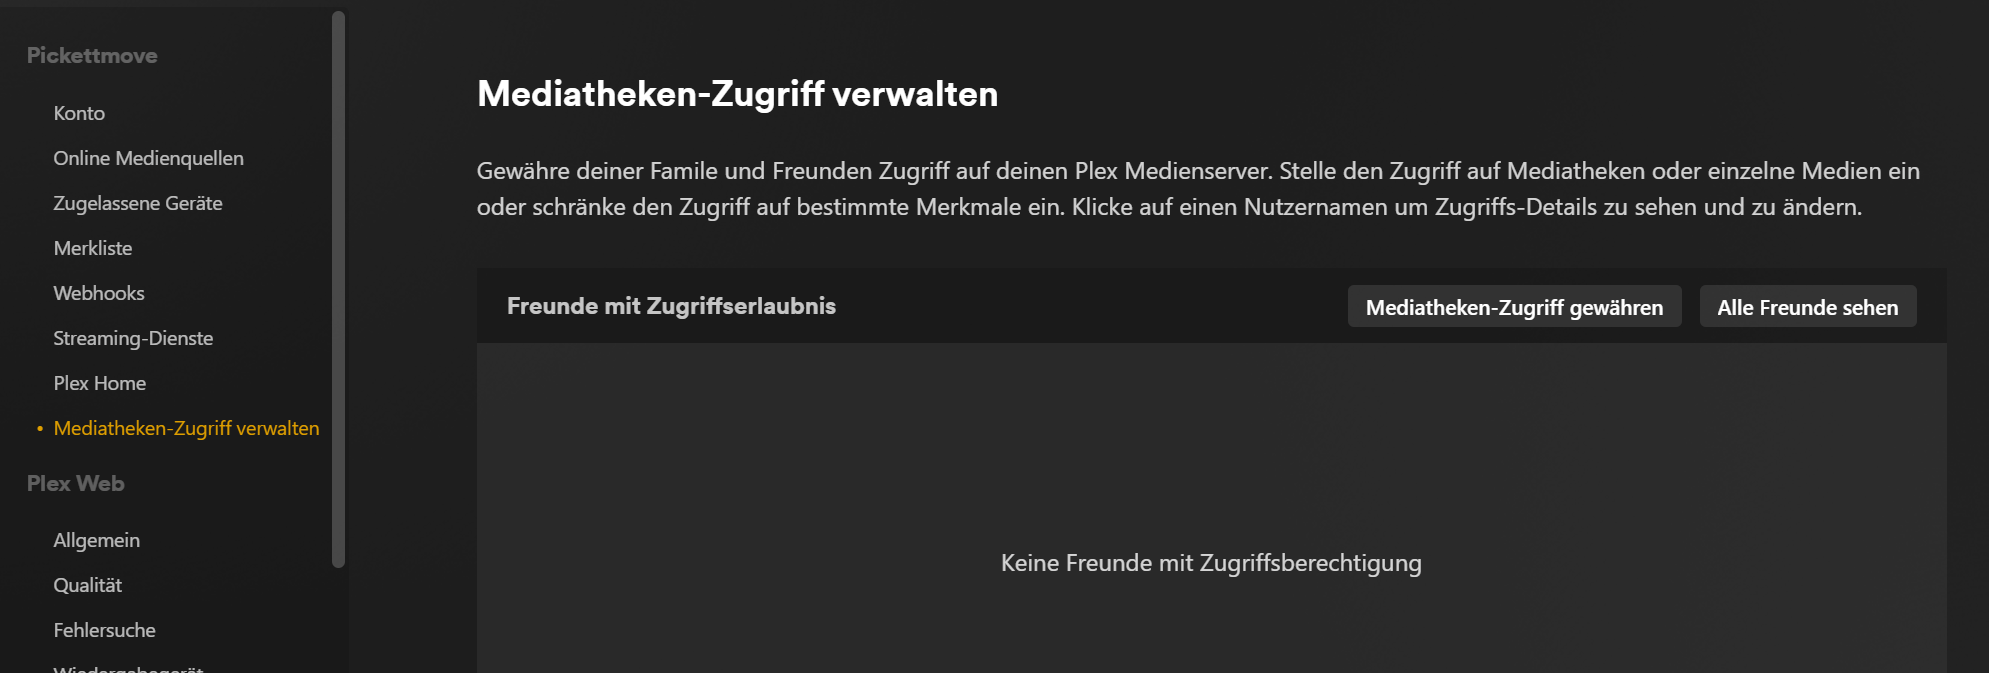 Pickettmove
Konto
Online Medienquellen
Zugelassene Geräte
Merkliste
Webhooks
Streaming-Dienste
Plex Home
• Mediatheken-Zugriff verwalten
Plex Web
Allgemein
Qualität
Fehlersuche
Wiedergabegerät
Mediatheken-Zugriff verwalten
Gewähre deiner Famile und Freunden Zugriff auf deinen Plex Medienserver. Stelle den Zugriff auf Mediatheken oder einzelne Medien ein
oder schränke den Zugriff auf bestimmte Merkmale ein. Klicke auf einen Nutzernamen um Zugriffs-Details zu sehen und zu ändern.
Freunde mit Zugriffserlaubnis
Mediatheken-Zugriff gewähren
Alle Freunde sehen
Keine Freunde mit Zugriffsberechtigung